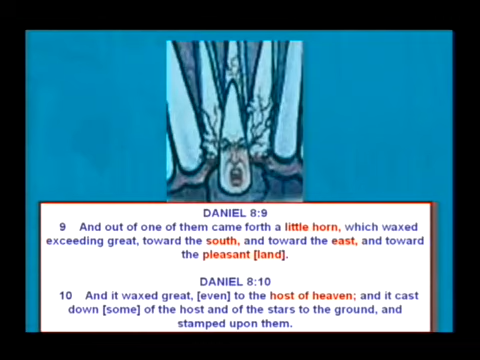 DANIEL 8:9
9 And out of one of them came forth a little horn, which waxed
exceeding great, toward the south, and toward the east, and toward
the pleasant [land].
DANIEL 8:10
10 And it waxed great, [even] to the host of heaven; and it cast
down [some] of the host and of the stars to the ground, and
stamped upon them.